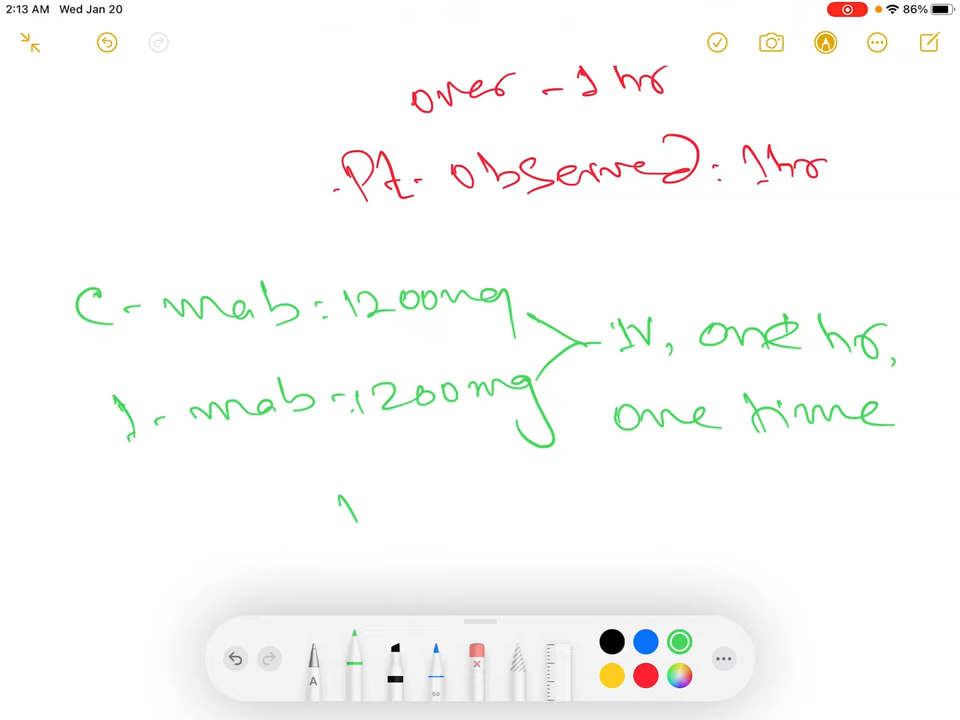 2:13 AM Wed Jan 20 86%
over - 1 hr
. Pt. observed : 1hr
C - mab : 1200mg
I - mab : 1200mg
IV, one hr,
one time
A
50